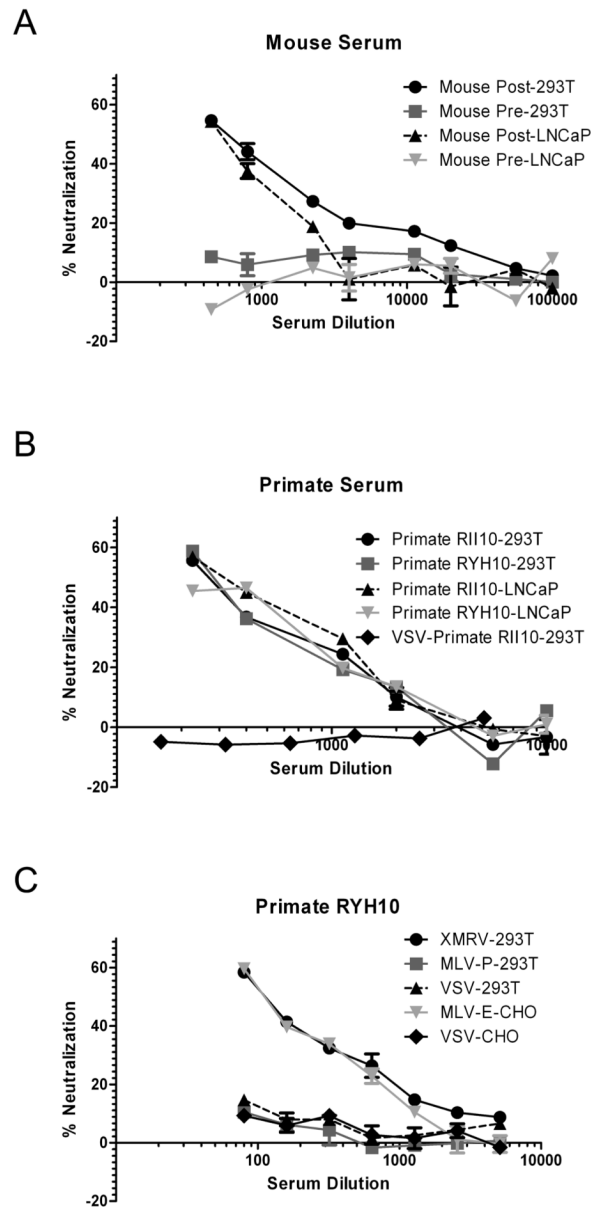 A
Mouse Serum
Mouse Post-293T
Mouse Pre-293T
Mouse Post-LNCaP
Mouse Pre-LNCaP
% Neutralization
60
40
20
0
-20
1000
10000
100000
Serum Dilution
B
Primate Serum
Primate RII10-293T
Primate RYH10-293T
Primate RII10-LNCaP
Primate RYH10-LNCaP
VSV-Primate RII10-293T
% Neutralization
60
40
20
0
-20
1000
10000
Serum Dilution
C
Primate RYH10
XMRV-293T
MLV-P-293T
VSV-293T
MLV-E-CHO
VSV-CHO
% Neutralization
60
40
20
0
-20
100
1000
10000
Serum Dilution